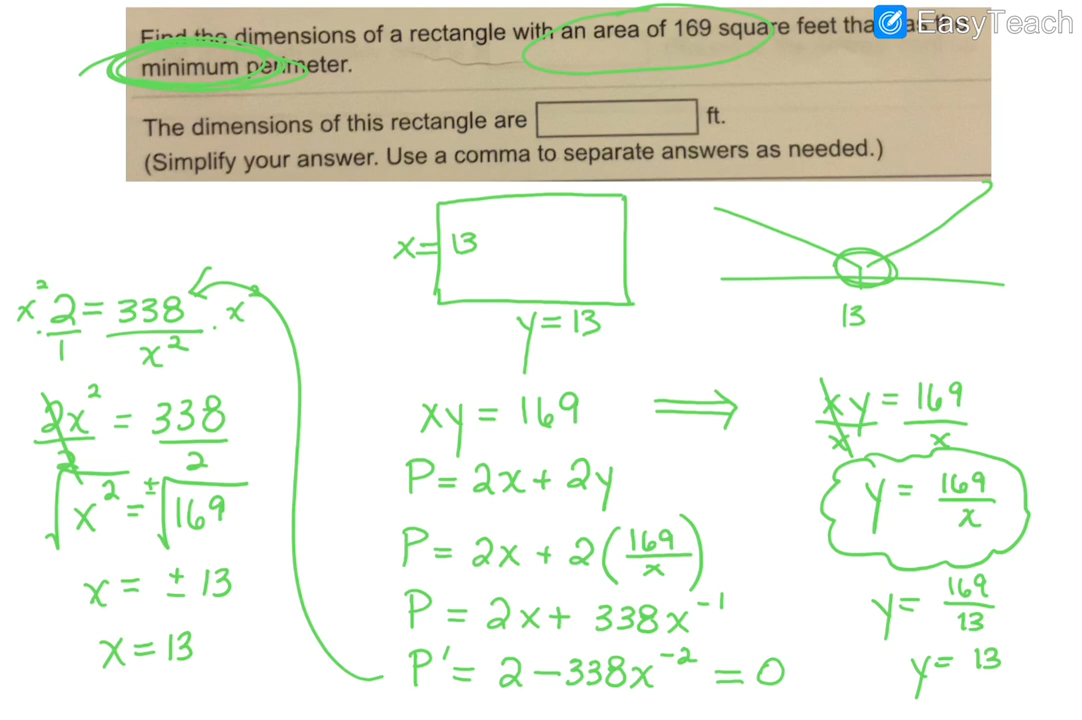 EasyTeach
Find the dimensions of a rectangle with an area of 169 square feet that has the
minimum perimeter.
The dimensions of this rectangle are ft.
(Simplify your answer. Use a comma to separate answers as needed.)
x = 13
y = 13
13
x² · 2/1 = 338/x² · x²
2x²/2 = 338/2
√x² = ±√169
x = ± 13
x = 13
xy = 169 ⟹ xy/x = 169/x
P = 2x + 2y
P = 2x + 2(169/x)
P = 2x + 338x⁻¹
P' = 2 − 338x⁻² = 0
y = 169/x
y = 169/13
y = 13